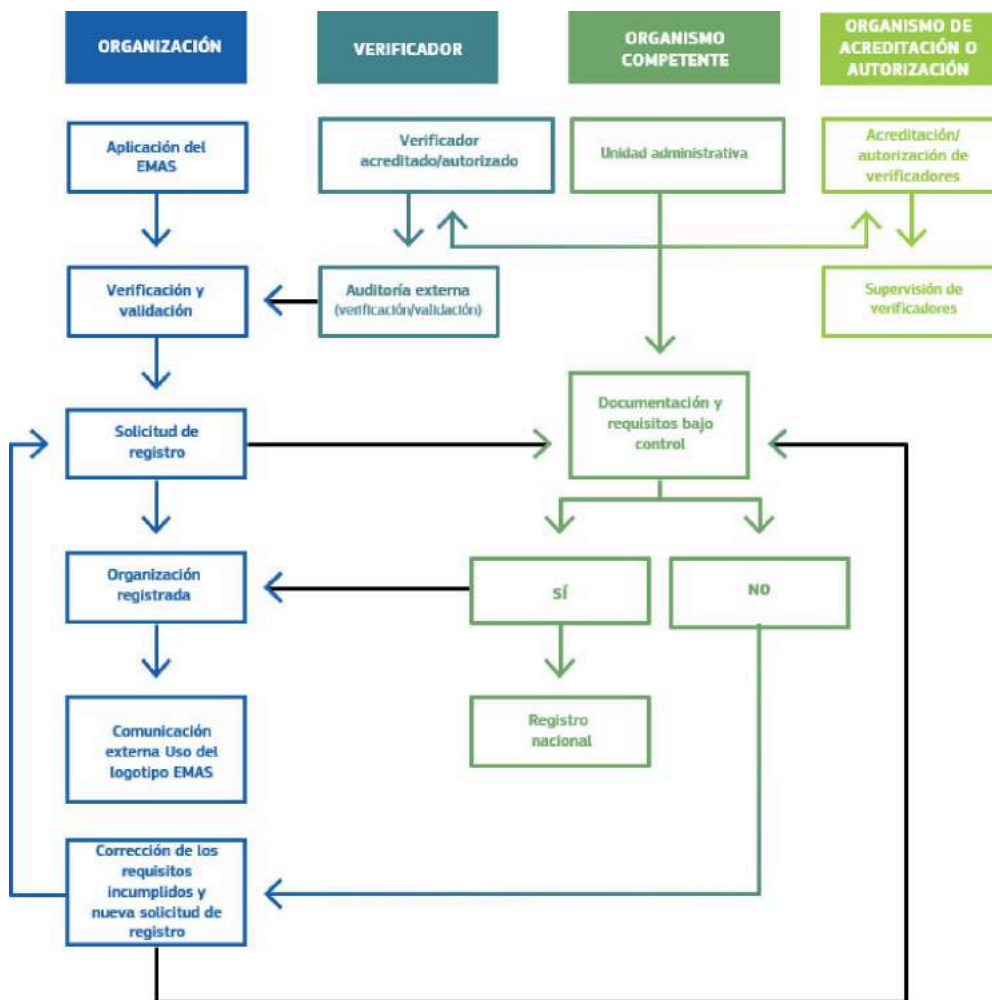 ORGANIZACIÓN
VERIFICADOR
ORGANISMO
COMPETENTE
ORGANISMO DE
ACREDITACIÓN O
AUTORIZACIÓN
Aplicación del
EMAS
Verificador
acreditado/autorizado
Unidad administrativa
Acreditación/
autorización de
verificadores
Verificación y
validación
Auditoría externa
(verificación/validación)
Supervisión de
verificadores
Solicitud de
registro
Documentación y
requisitos bajo
control
Organización
registrada
SÍ
NO
Comunicación
externa Uso del
logotipo EMAS
Registro
nacional
Corrección de los
requisitos
incumplidos y
nueva solicitud de
registro